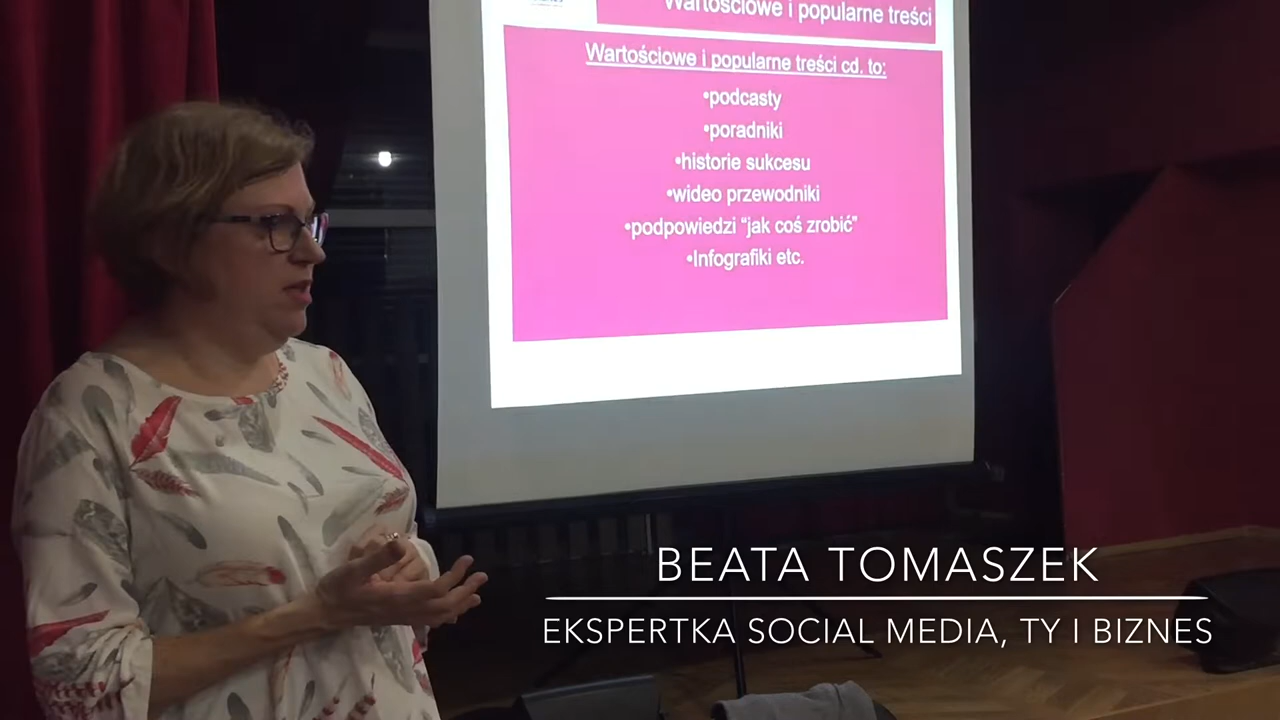 Wartościowe i popularne treści
Wartościowe i popularne treści cd. to:
•podcasty
•poradniki
•historie sukcesu
•wideo przewodniki
•podpowiedzi “jak coś zrobić”
•Infografiki etc.
BEATA TOMASZEK
EKSPERTKA SOCIAL MEDIA, TY I BIZNES